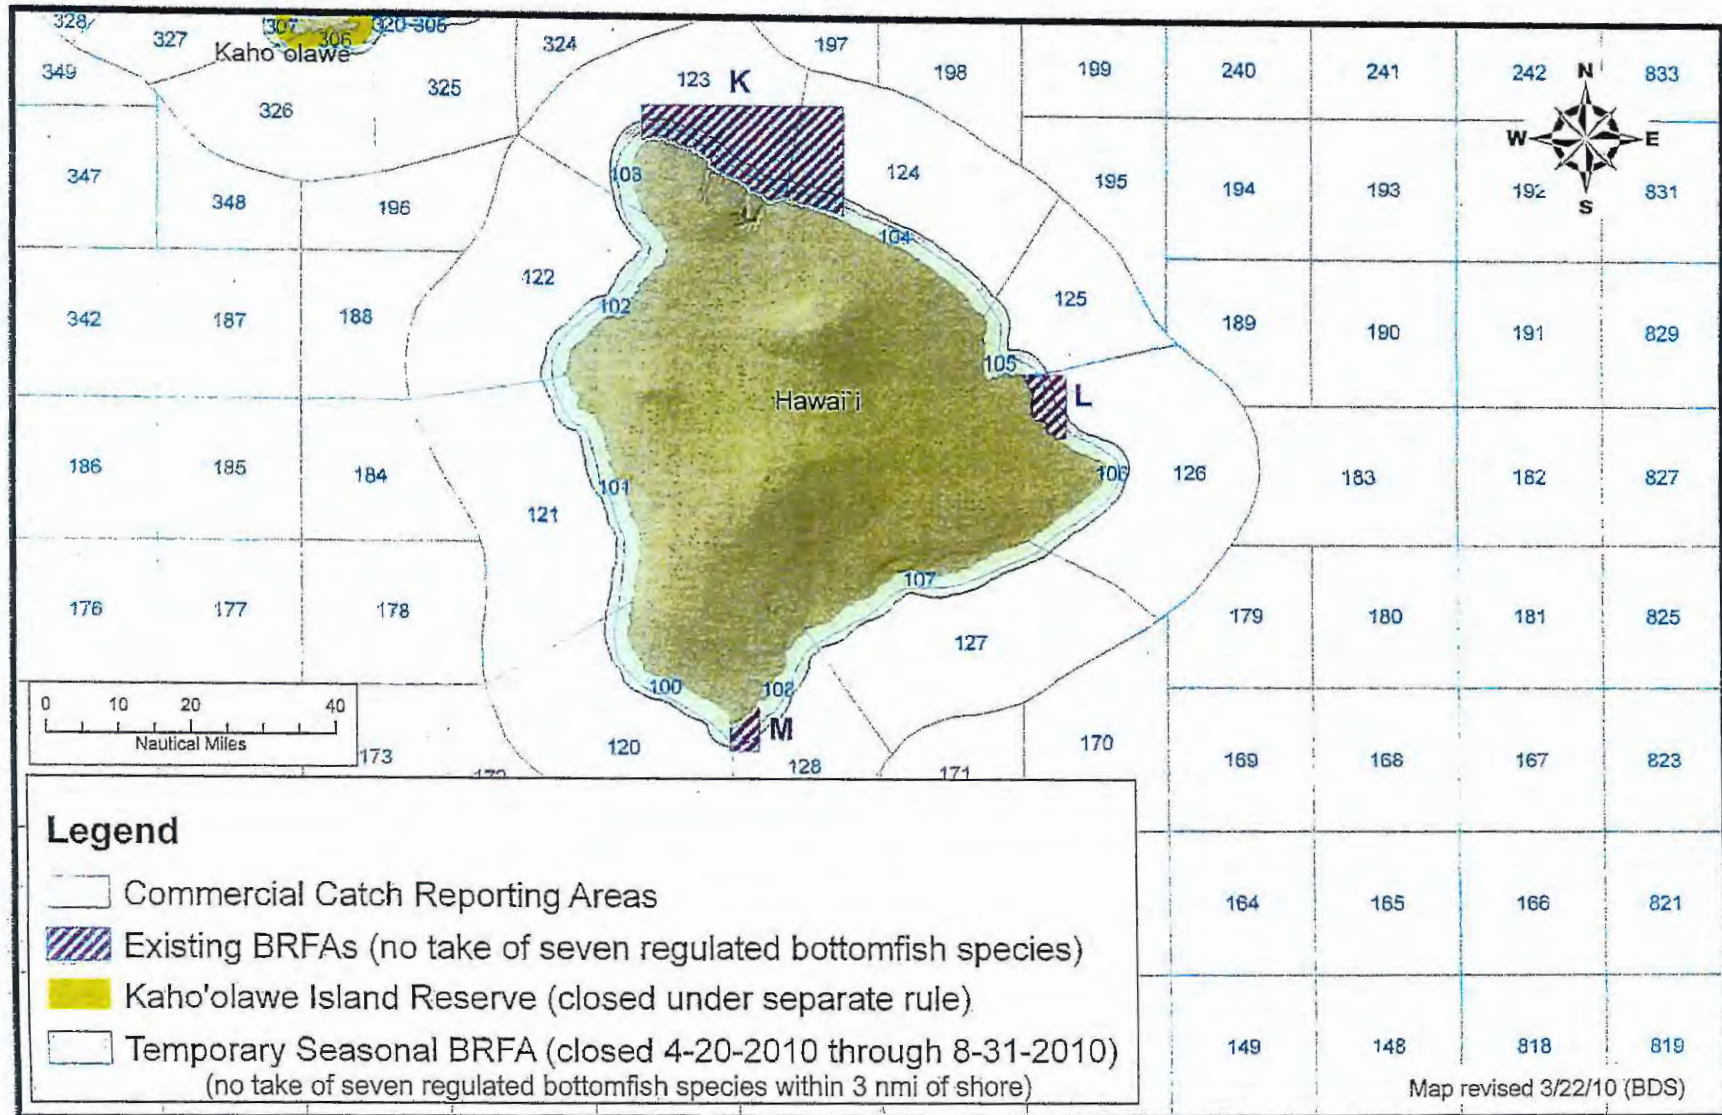 328 327 307 306 320 308 324 197
Kaho olawe
349 326 325 123 K 198 199 240 241 242 N 833
W E
S
347 348 196 103 124 195 194 193 192 831
104
122 125
342 187 188 102 189 190 191 829
105
Hawai'i L
186 185 184 101 121 106 126 183 182 827
176 177 178 107 179 180 181 825
127
100 108
0 10 20 40
Nautical Miles
M
173 172 120 128 171 170 169 168 167 823
Legend
Commercial Catch Reporting Areas
164 165 166 821
Existing BRFAs (no take of seven regulated bottomfish species)
Kaho'olawe Island Reserve (closed under separate rule)
Temporary Seasonal BRFA (closed 4-20-2010 through 8-31-2010)
(no take of seven regulated bottomfish species within 3 nmi of shore)
149 148 818 819
Map revised 3/22/10 (BDS)